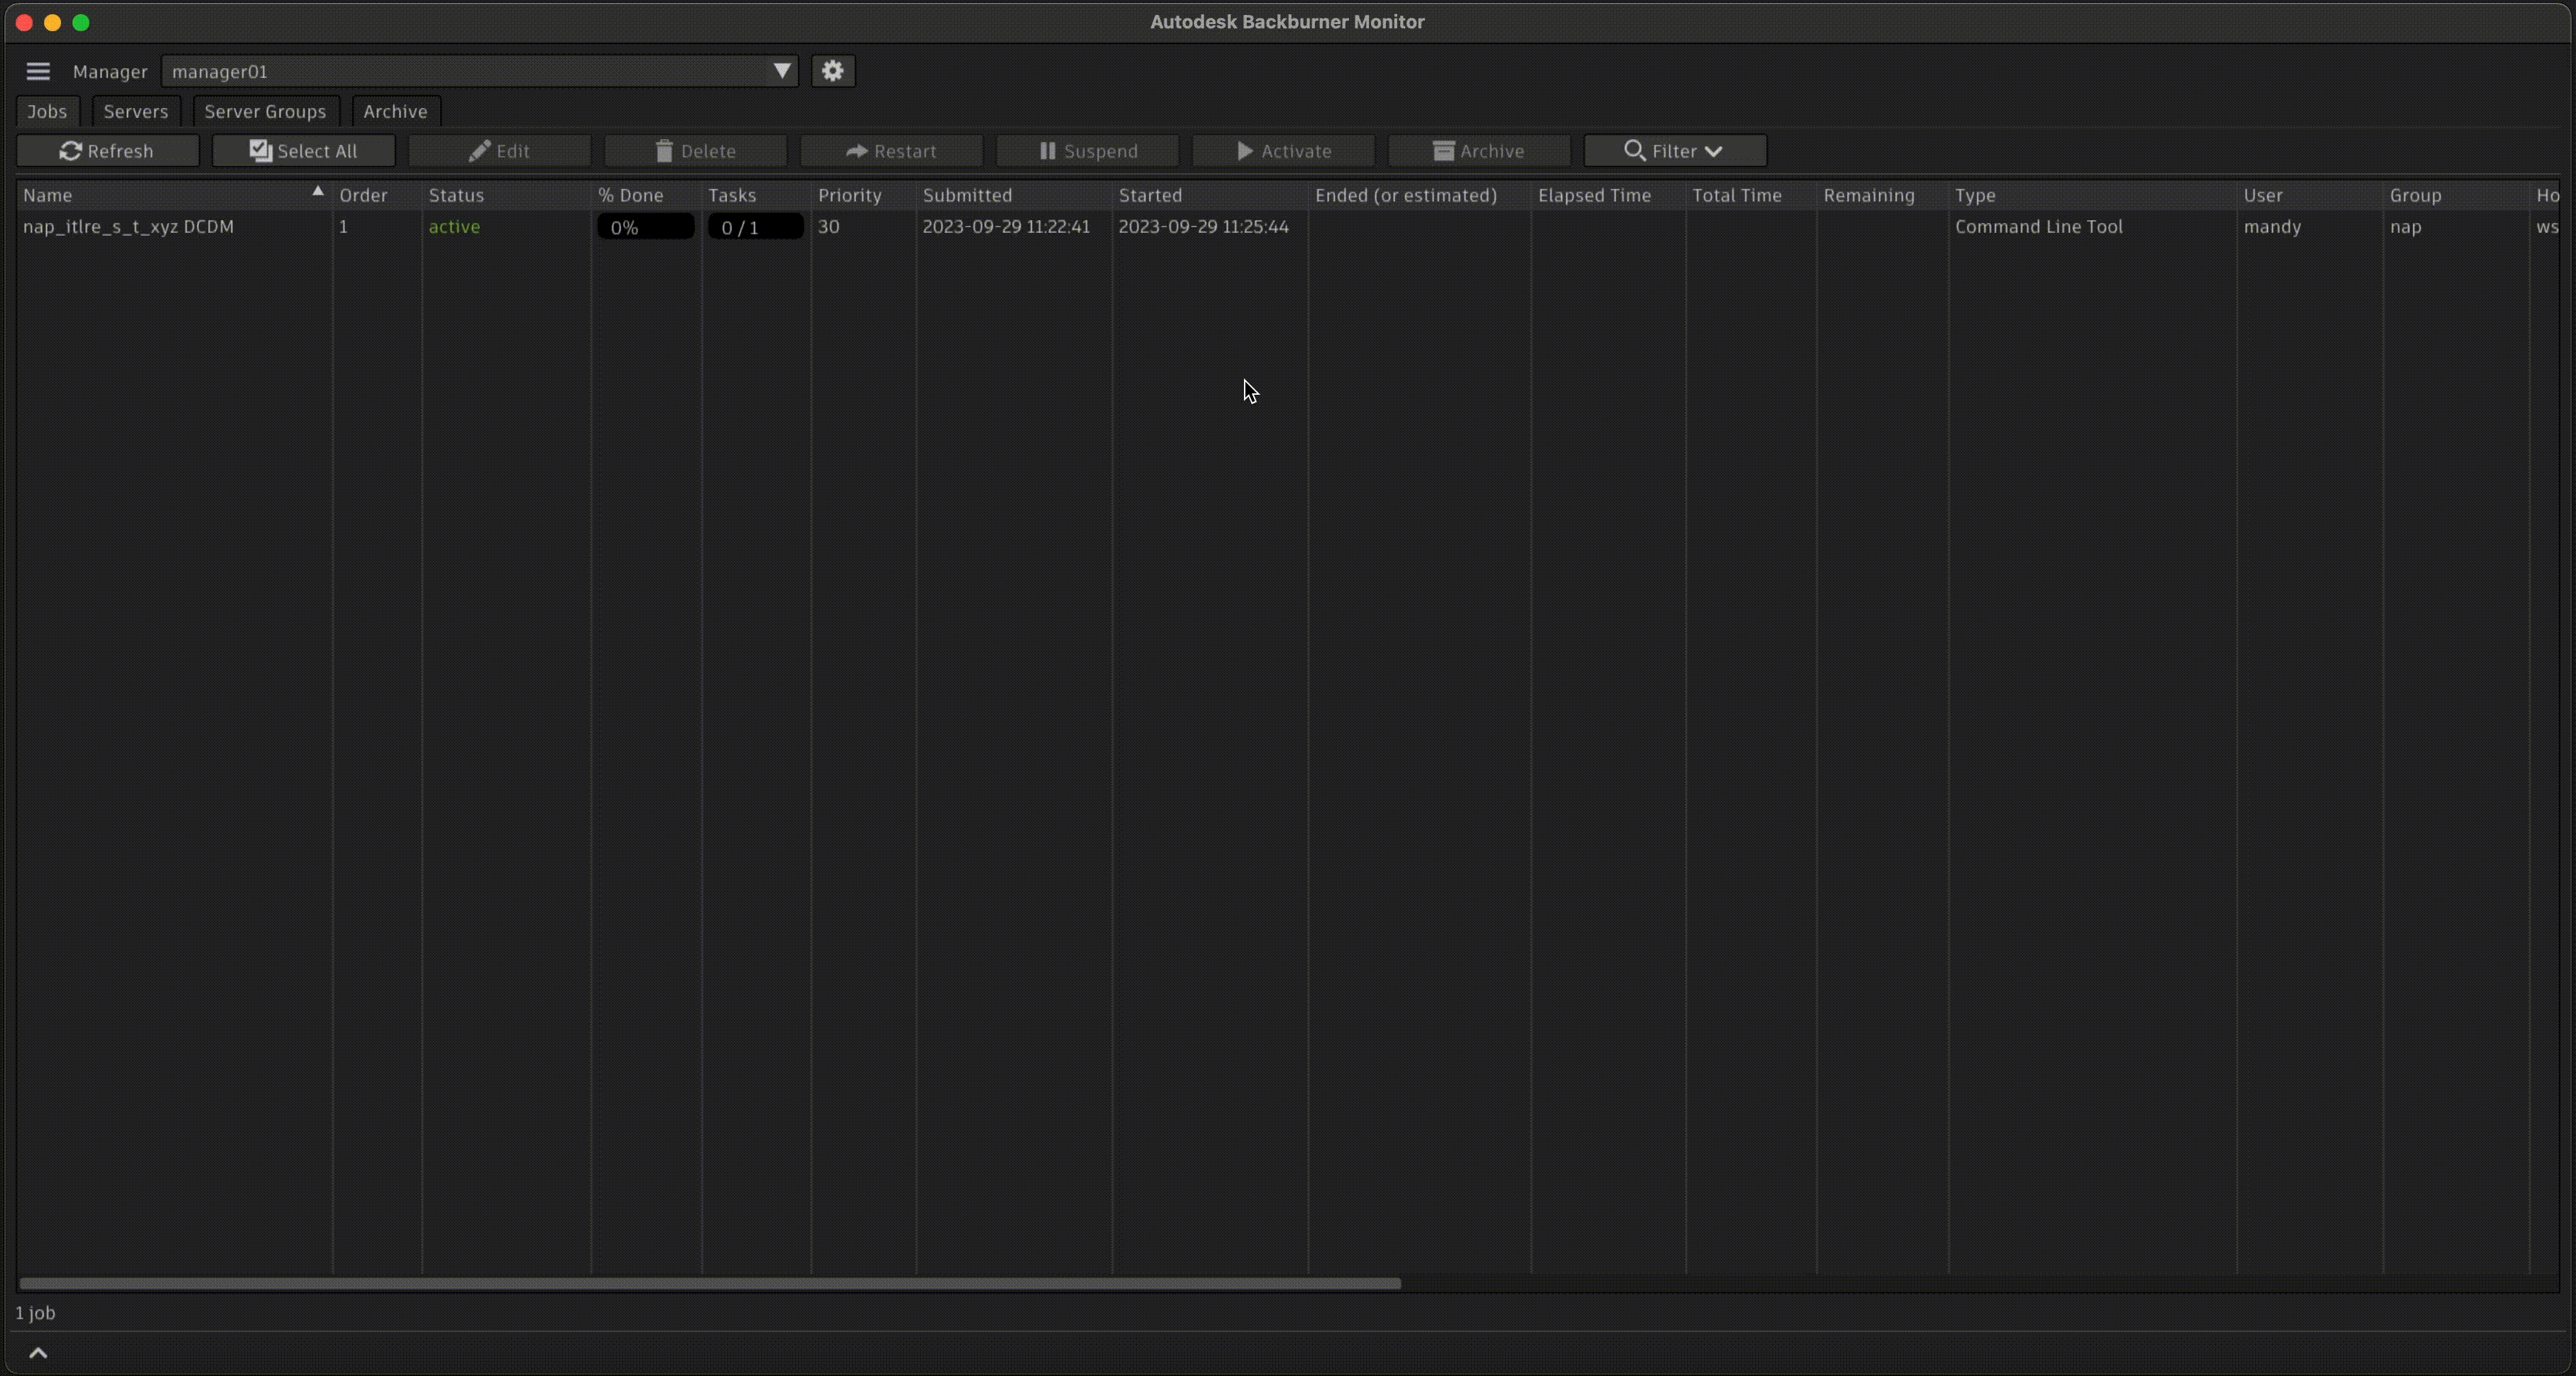 Autodesk Backburner Monitor
Manager manager01
Jobs Servers Server Groups Archive
Refresh Select All Edit Delete Restart Suspend Activate Archive Filter
Name Order Status % Done Tasks Priority Submitted Started Ended (or estimated) Elapsed Time Total Time Remaining Type User Group Ho
nap_itlre_s_t_xyz DCDM 1 active 0% 0 / 1 30 2023-09-29 11:22:41 2023-09-29 11:25:44 Command Line Tool mandy nap ws
1 job